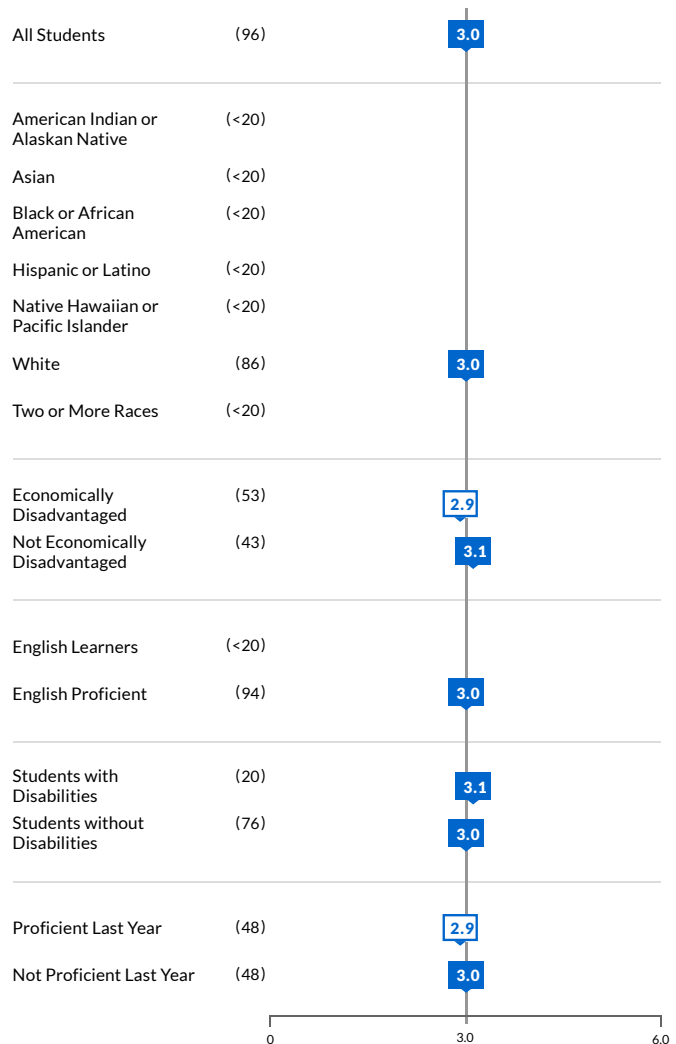 All Students (96) 3.0
American Indian or (<20)
Alaskan Native
Asian (<20)
Black or African (<20)
American
Hispanic or Latino (<20)
Native Hawaiian or (<20)
Pacific Islander
White (86) 3.0
Two or More Races (<20)
Economically (53) 2.9
Disadvantaged
Not Economically (43) 3.1
Disadvantaged
English Learners (<20)
English Proficient (94) 3.0
Students with (20) 3.1
Disabilities
Students without (76) 3.0
Disabilities
Proficient Last Year (48) 2.9
Not Proficient Last Year (48) 3.0
0 3.0 6.0